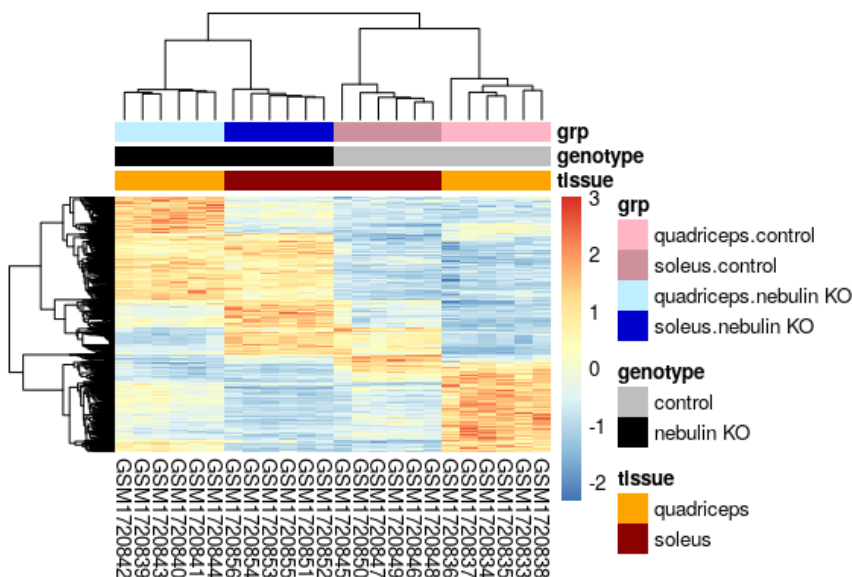 grp
genotype
tissue
3
2
1
0
-1
-2
grp
quadriceps.control
soleus.control
quadriceps.nebulin KO
soleus.nebulin KO
genotype
control
nebulin KO
tissue
quadriceps
soleus
GSM1720842
GSM1720839
GSM1720843
GSM1720840
GSM1720841
GSM1720844
GSM1720856
GSM1720854
GSM1720853
GSM1720855
GSM1720851
GSM1720852
GSM1720845
GSM1720850
GSM1720847
GSM1720849
GSM1720846
GSM1720848
GSM1720836
GSM1720837
GSM1720834
GSM1720835
GSM1720833
GSM1720838